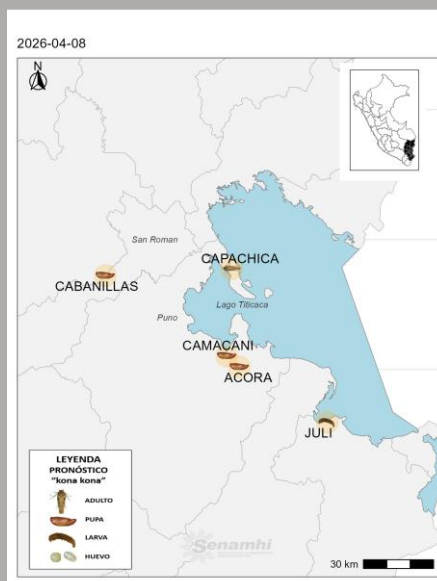 2026-04-08
N
San Roman
CAPACHICA
CABANILLAS
Lago Titicaca
Puno
CAMACANI
ACORA
JULI
LEYENDA
PRONÓSTICO
"kona kona"
ADULTO
PUPA
LARVA
HUEVO
Senamhi
30 km